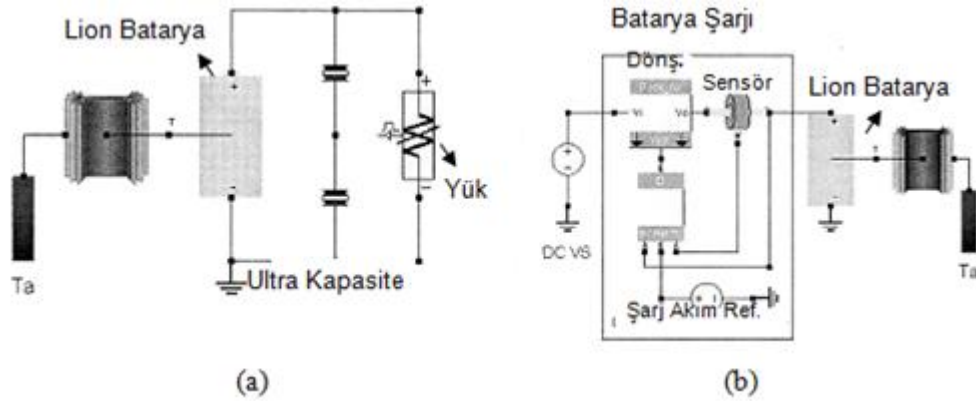 Lion Batarya
+
T
-
Ta
+
-
Yük
Ultra Kapasite
(a)
Batarya Şarjı
Dönş.
Sensör
Lion Batarya
DC VS
+
T
-
Ta
Şarj Akım Ref.
(b)